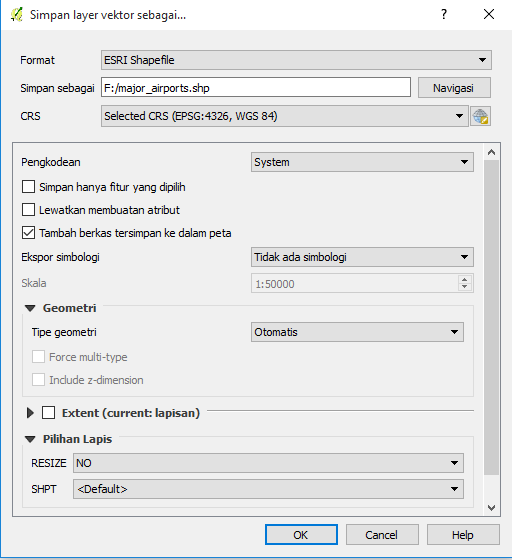 Simpan layer vektor sebagai...
Format ESRI Shapefile
Simpan sebagai F:/major_airports.shp Navigasi
CRS Selected CRS (EPSG:4326, WGS 84)
Pengkodean System
Simpan hanya fitur yang dipilih
Lewatkan membuatan atribut
Tambah berkas tersimpan ke dalam peta
Ekspor simbologi Tidak ada simbologi
Skala 1:50000
Geometri
Tipe geometri Otomatis
Force multi-type
Include z-dimension
Extent (current: lapisan)
Pilihan Lapis
RESIZE NO
SHPT <Default>
OK Cancel Help